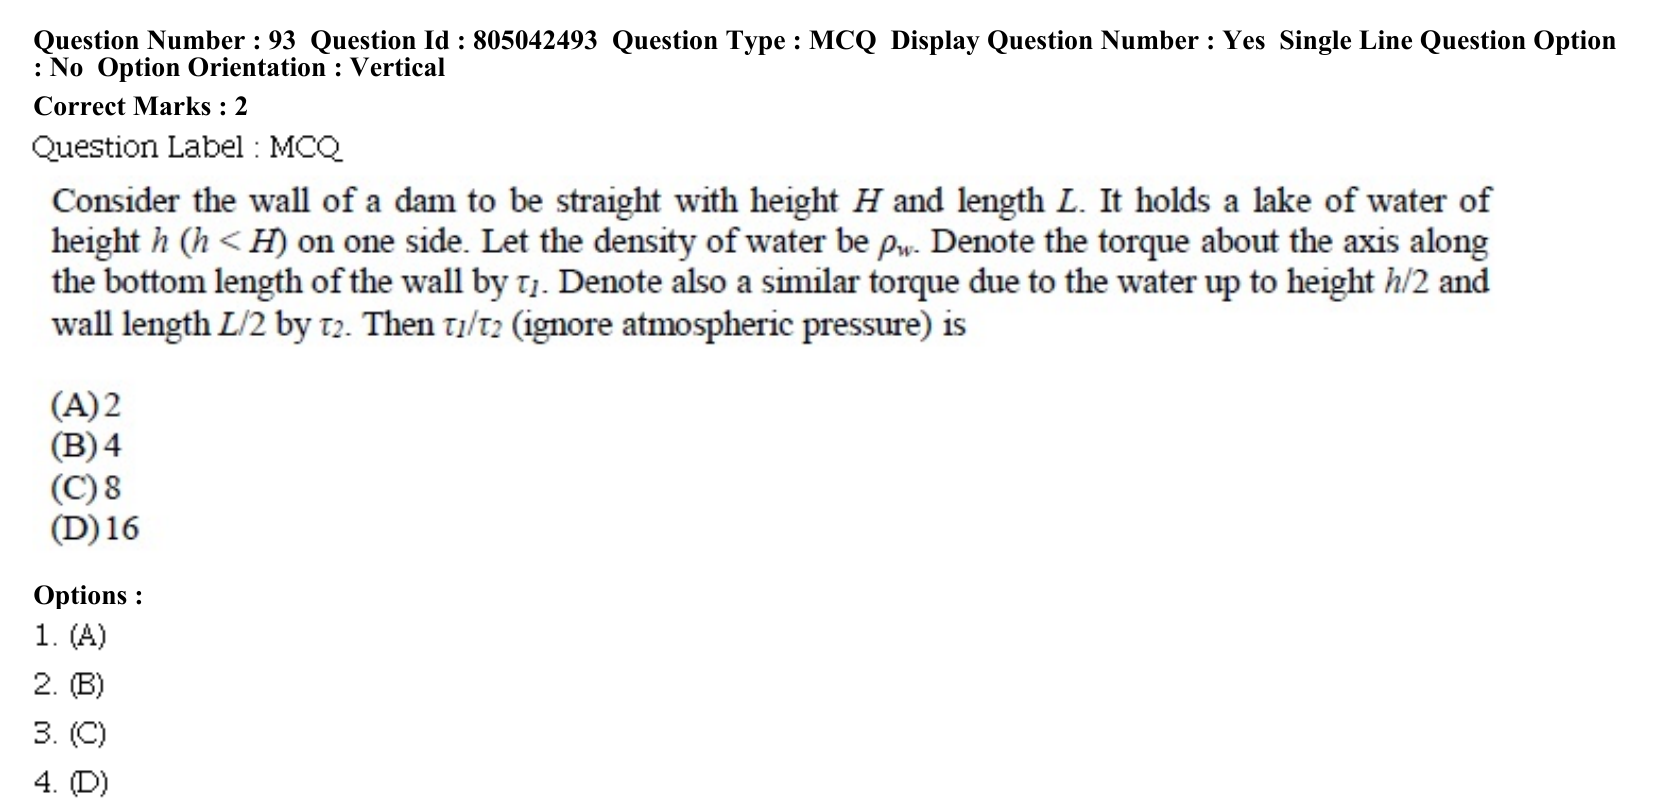 Question Number : 93 Question Id : 805042493 Question Type : MCQ Display Question Number : Yes Single Line Question Option
: No Option Orientation : Vertical
Correct Marks : 2
Question Label : MCQ
Consider the wall of a dam to be straight with height H and length L. It holds a lake of water of
height h (h < H) on one side. Let the density of water be ρw. Denote the torque about the axis along
the bottom length of the wall by τ1. Denote also a similar torque due to the water up to height h/2 and
wall length L/2 by τ2. Then τ1/τ2 (ignore atmospheric pressure) is
(A) 2
(B) 4
(C) 8
(D) 16
Options :
1. (A)
2. (B)
3. (C)
4. (D)